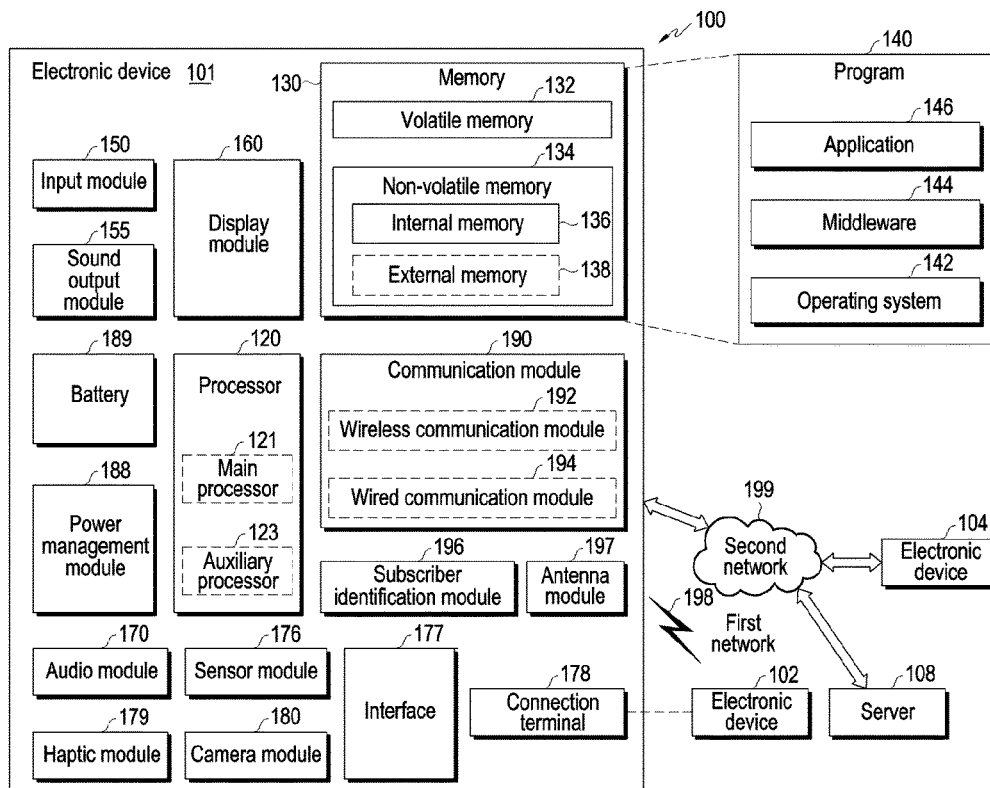 100
Electronic device 101
130
Memory
132
Volatile memory
134
Non-volatile memory
Internal memory
136
External memory
138
140
Program
146
Application
144
Middleware
142
Operating system
150
Input module
155
Sound
output
module
160
Display
module
189
Battery
188
Power
management
module
120
Processor
121
Main
processor
123
Auxiliary
processor
190
Communication module
192
Wireless communication module
194
Wired communication module
196
Subscriber
identification module
197
Antenna
module
199
Second
network
104
Electronic
device
198
First
network
170
Audio module
176
Sensor module
177
Interface
178
Connection
terminal
102
Electronic
device
108
Server
179
Haptic module
180
Camera module